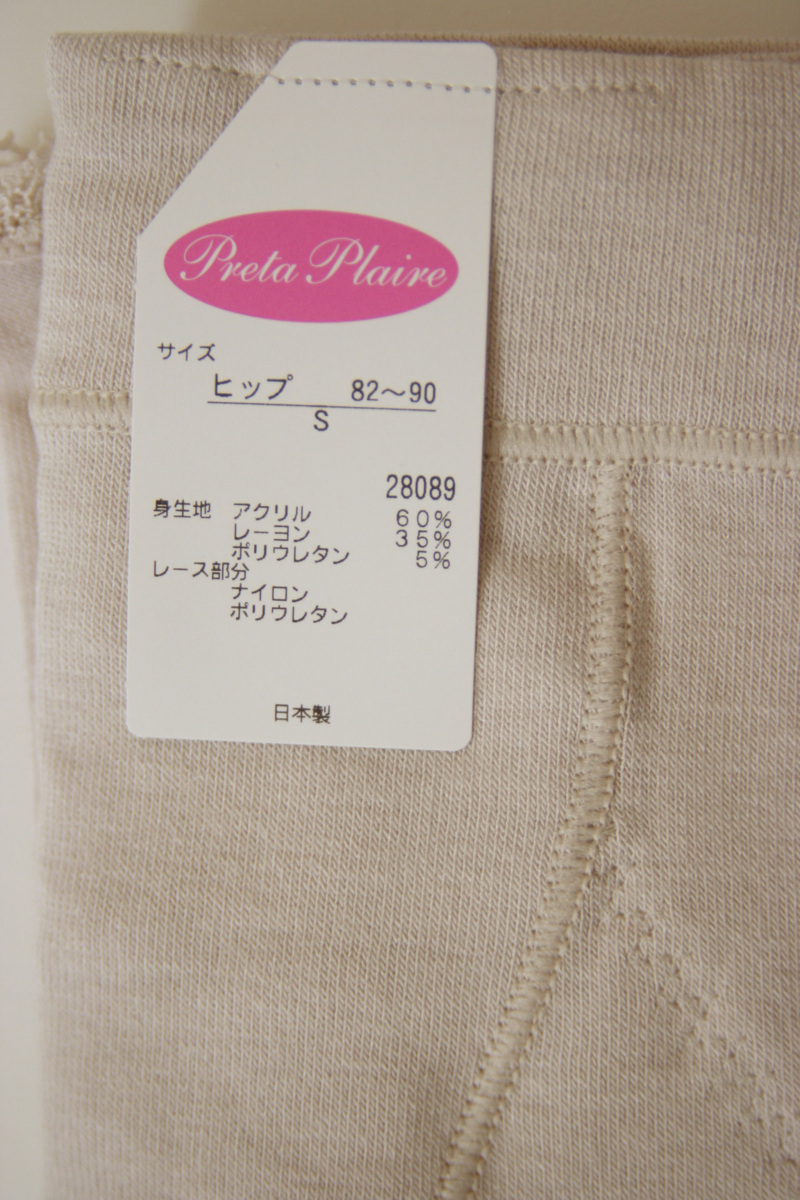 Preta Plaire
サイズ
ヒップ 82～90
S
28089
身生地 アクリル 60%
レーヨン 35%
ポリウレタン 5%
レース部分
ナイロン
ポリウレタン
日本製